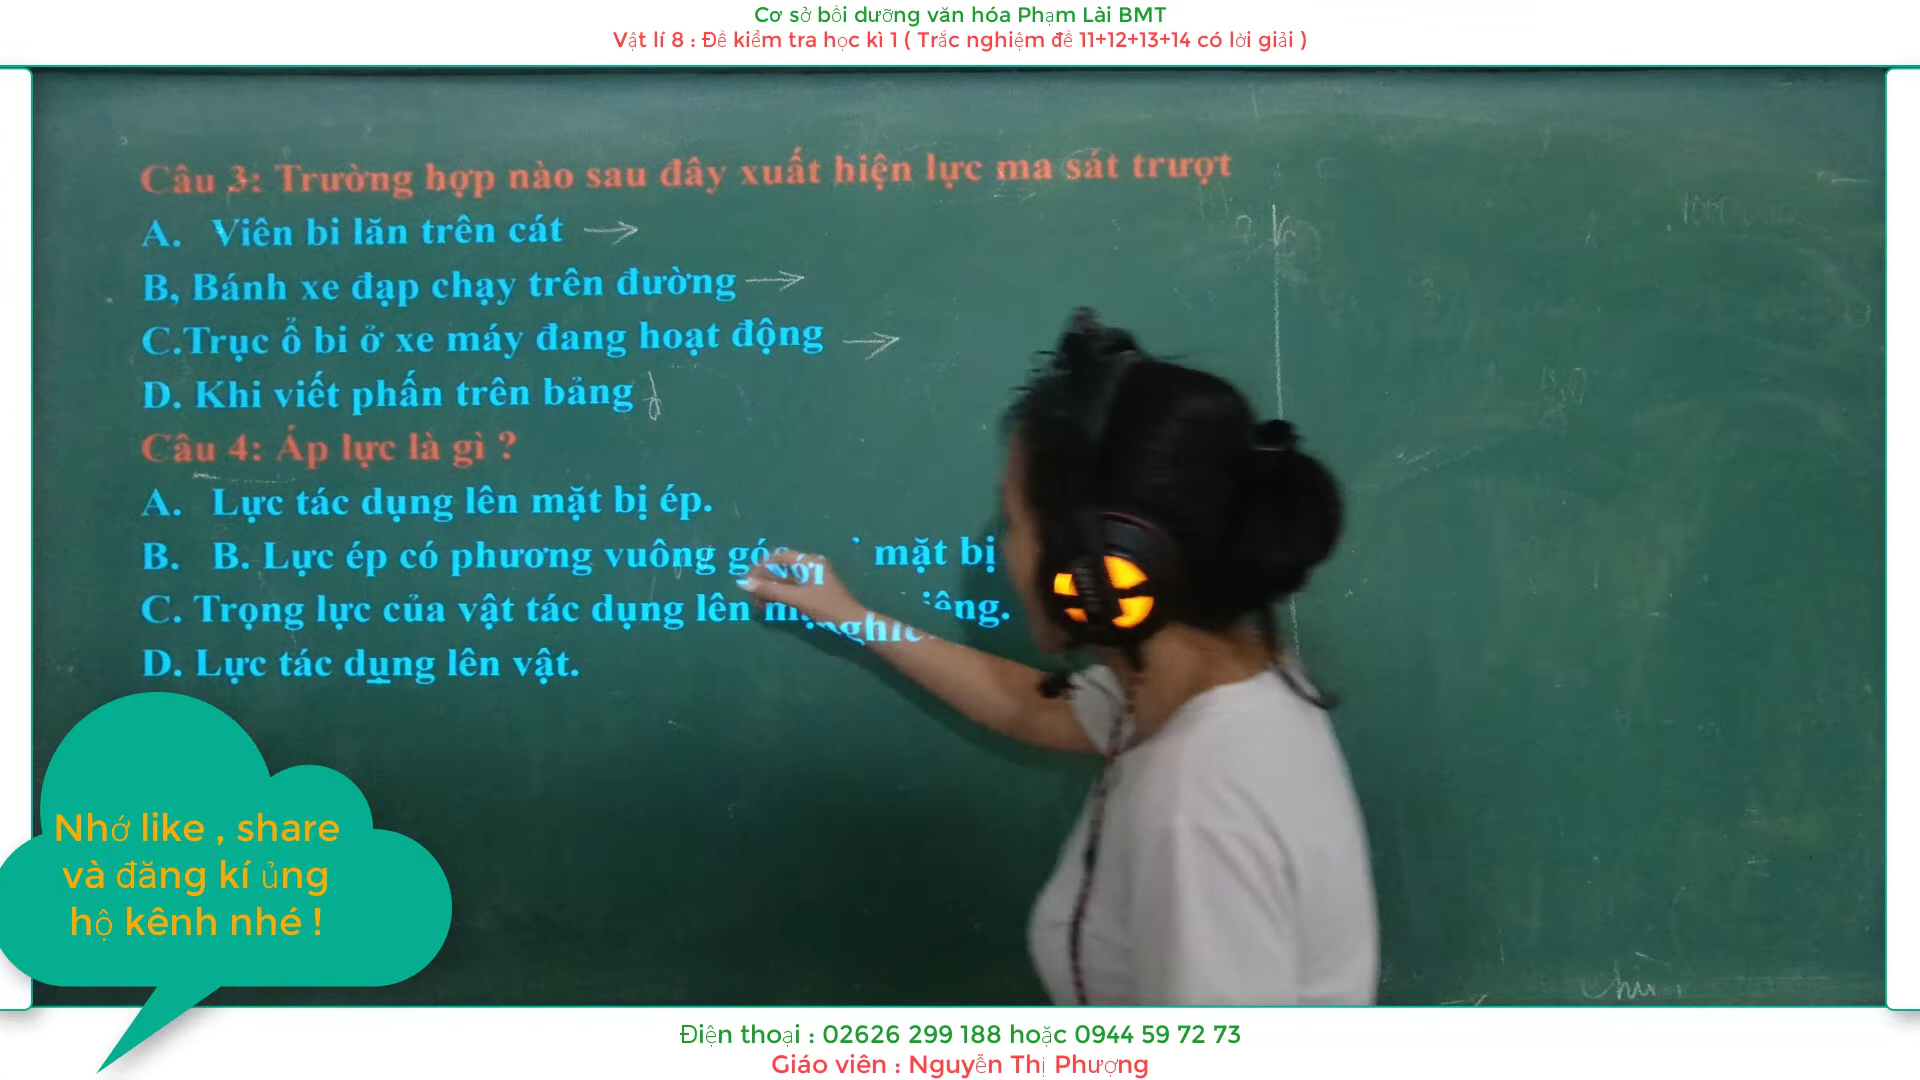 Cơ sở bồi dưỡng văn hóa Phạm Lài BMT
Vật lí 8 : Đề kiểm tra học kì 1 ( Trắc nghiệm đề 11+12+13+14 có lời giải )
Câu 3: Trường hợp nào sau đây xuất hiện lực ma sát trượt
A. Viên bi lăn trên cát
B, Bánh xe đạp chạy trên đường
C.Trục ổ bi ở xe máy đang hoạt động
D. Khi viết phấn trên bảng
Câu 4: Áp lực là gì ?
A. Lực tác dụng lên mặt bị ép.
B. B. Lực ép có phương vuông góc với mặt bị
C. Trọng lực của vật tác dụng lên nghiêng.
D. Lực tác dụng lên vật.
Nhớ like , share
và đăng kí ủng
hộ kênh nhé !
Điện thoại : 02626 299 188 hoặc 0944 59 72 73
Giáo viên : Nguyễn Thị Phượng